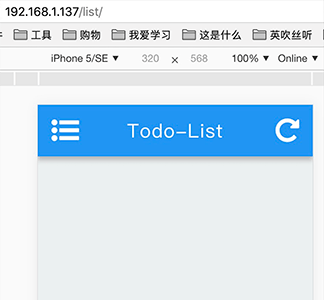 192.168.1.137/list/
工具 购物 我爱学习 这是什么 英吹丝听
iPhone 5/SE ▼ 320 × 568 100% ▼ Online ▼
Todo-List